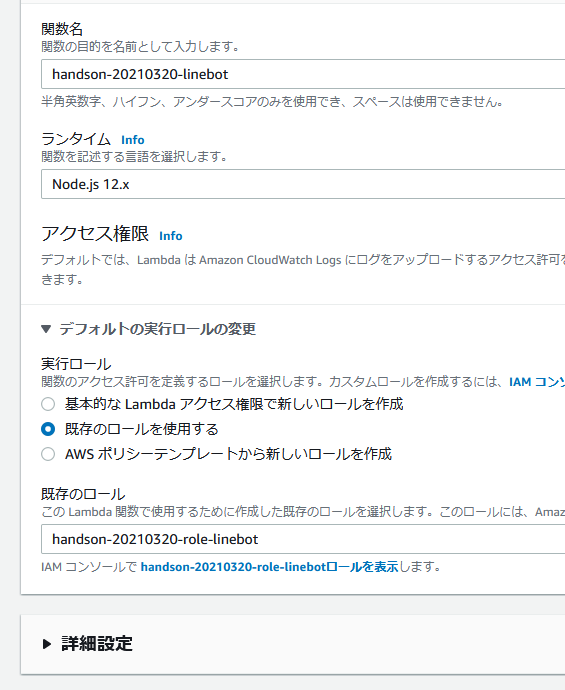 関数名
関数の目的を名前として入力します。
handson-20210320-linebot
半角英数字、ハイフン、アンダースコアのみを使用でき、スペースは使用できません。
ランタイム Info
関数を記述する言語を選択します。
Node.js 12.x
アクセス権限 Info
デフォルトでは、Lambda は Amazon CloudWatch Logs にログをアップロードするアクセス許可を
きます。
▼ デフォルトの実行ロールの変更
実行ロール
関数のアクセス許可を定義するロールを選択します。カスタムロールを作成するには、IAM コンソ
基本的な Lambda アクセス権限で新しいロールを作成
既存のロールを使用する
AWS ポリシーテンプレートから新しいロールを作成
既存のロール
この Lambda 関数で使用するために作成した既存のロールを選択します。このロールには、Amaz
handson-20210320-role-linebot
IAM コンソールで handson-20210320-role-linebotロールを表示します。
▶ 詳細設定